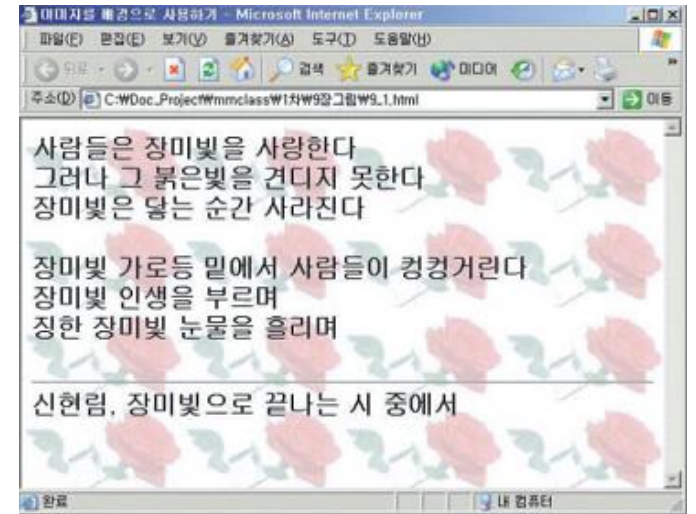 이미지를 배경으로 사용하기 - Microsoft Internet Explorer
파일(F) 편집(E) 보기(V) 즐겨찾기(A) 도구(T) 도움말(H)
뒤로 검색 즐겨찾기 미디어
주소(D) C:₩Doc_Project₩mmclass₩1차₩9장그림₩9_1.html 이동
사람들은 장미빛을 사랑한다
그러나 그 붉은빛을 견디지 못한다
장미빛은 닿는 순간 사라진다
장미빛 가로등 밑에서 사람들이 컹컹거린다
장미빛 인생을 부르며
징한 장미빛 눈물을 흘리며
신현림, 장미빛으로 끝나는 시 중에서
완료 내 컴퓨터